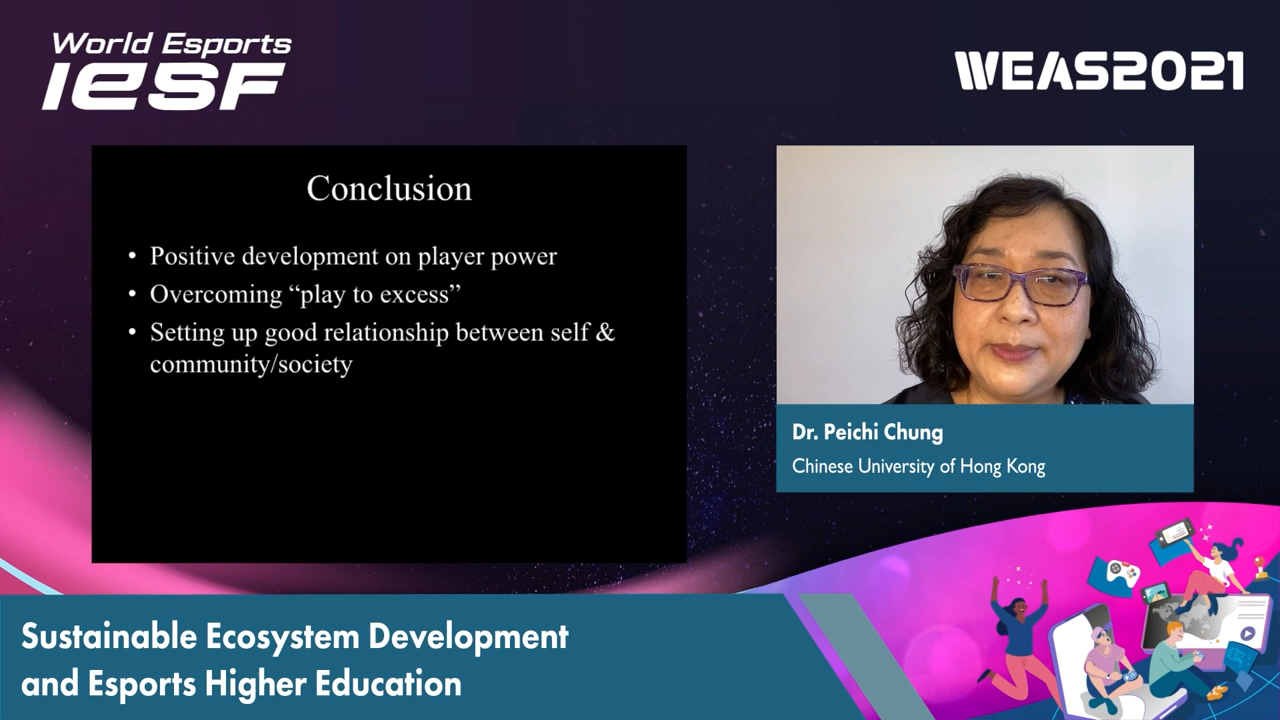 World Esports
IESF
WEAS2021
Conclusion
• Positive development on player power
• Overcoming “play to excess”
• Setting up good relationship between self &
community/society
Dr. Peichi Chung
Chinese University of Hong Kong
Sustainable Ecosystem Development
and Esports Higher Education